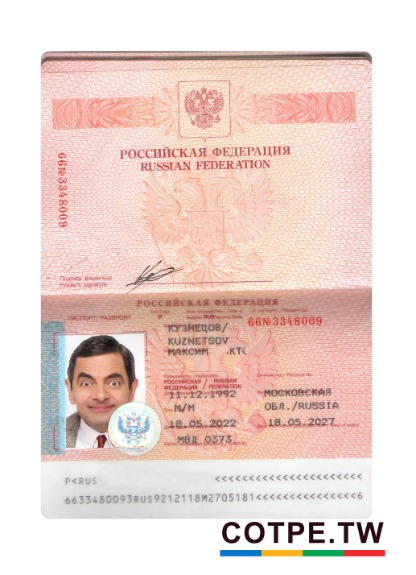 РОССИЙСКАЯ ФЕДЕРАЦИЯ
RUSSIAN FEDERATION
66№3348009
Подпись владельца
Holder's signature
РОССИЙСКАЯ ФЕДЕРАЦИЯ
ПАСПОРТ/ PASSPORT
P RUS 66№3348009
КУЗНЕЦОВ/
KUZNETSOV
МАКСИМ КТ
РОССИЙСКАЯ ФЕДЕРАЦИЯ / RUSSIAN
FEDERATION
11.12.1992 МОСКОВСКАЯ
М/M ОБЛ./RUSSIA
18.05.2022 18.05.2027
МВД 0373
P<RUS <<<<<<<<<<<<<<<<<<<<<
6633480093RUS9212118M2705181<<<<<<<<<<<<<<6
COTPE.TW